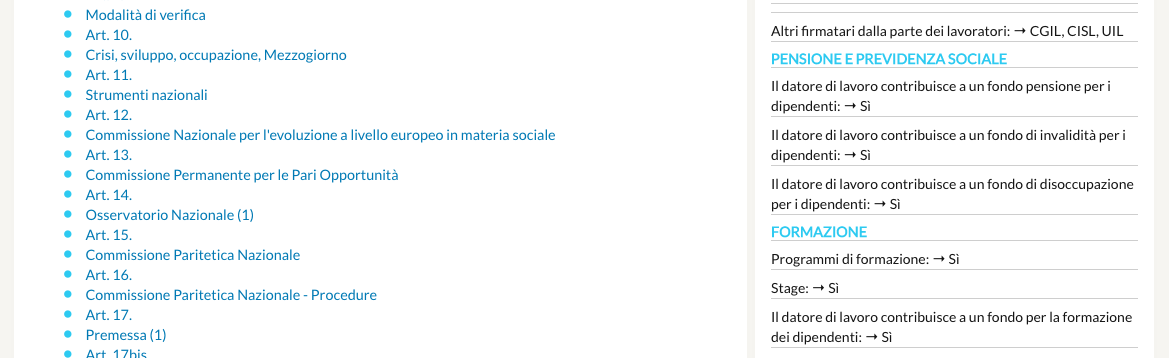 Modalità di verifica
Art. 10.
Crisi, sviluppo, occupazione, Mezzogiorno
Art. 11.
Strumenti nazionali
Art. 12.
Commissione Nazionale per l'evoluzione a livello europeo in materia sociale
Art. 13.
Commissione Permanente per le Pari Opportunità
Art. 14.
Osservatorio Nazionale (1)
Art. 15.
Commissione Paritetica Nazionale
Art. 16.
Commissione Paritetica Nazionale - Procedure
Art. 17.
Premessa (1)
Art. 17bis
Altri firmatari dalla parte dei lavoratori: → CGIL, CISL, UIL
PENSIONE E PREVIDENZA SOCIALE
Il datore di lavoro contribuisce a un fondo pensione per i
dipendenti: → Sì
Il datore di lavoro contribuisce a un fondo di invalidità per i
dipendenti: → Sì
Il datore di lavoro contribuisce a un fondo di disoccupazione
per i dipendenti: → Sì
FORMAZIONE
Programmi di formazione: → Sì
Stage: → Sì
Il datore di lavoro contribuisce a un fondo per la formazione
dei dipendenti: → Sì